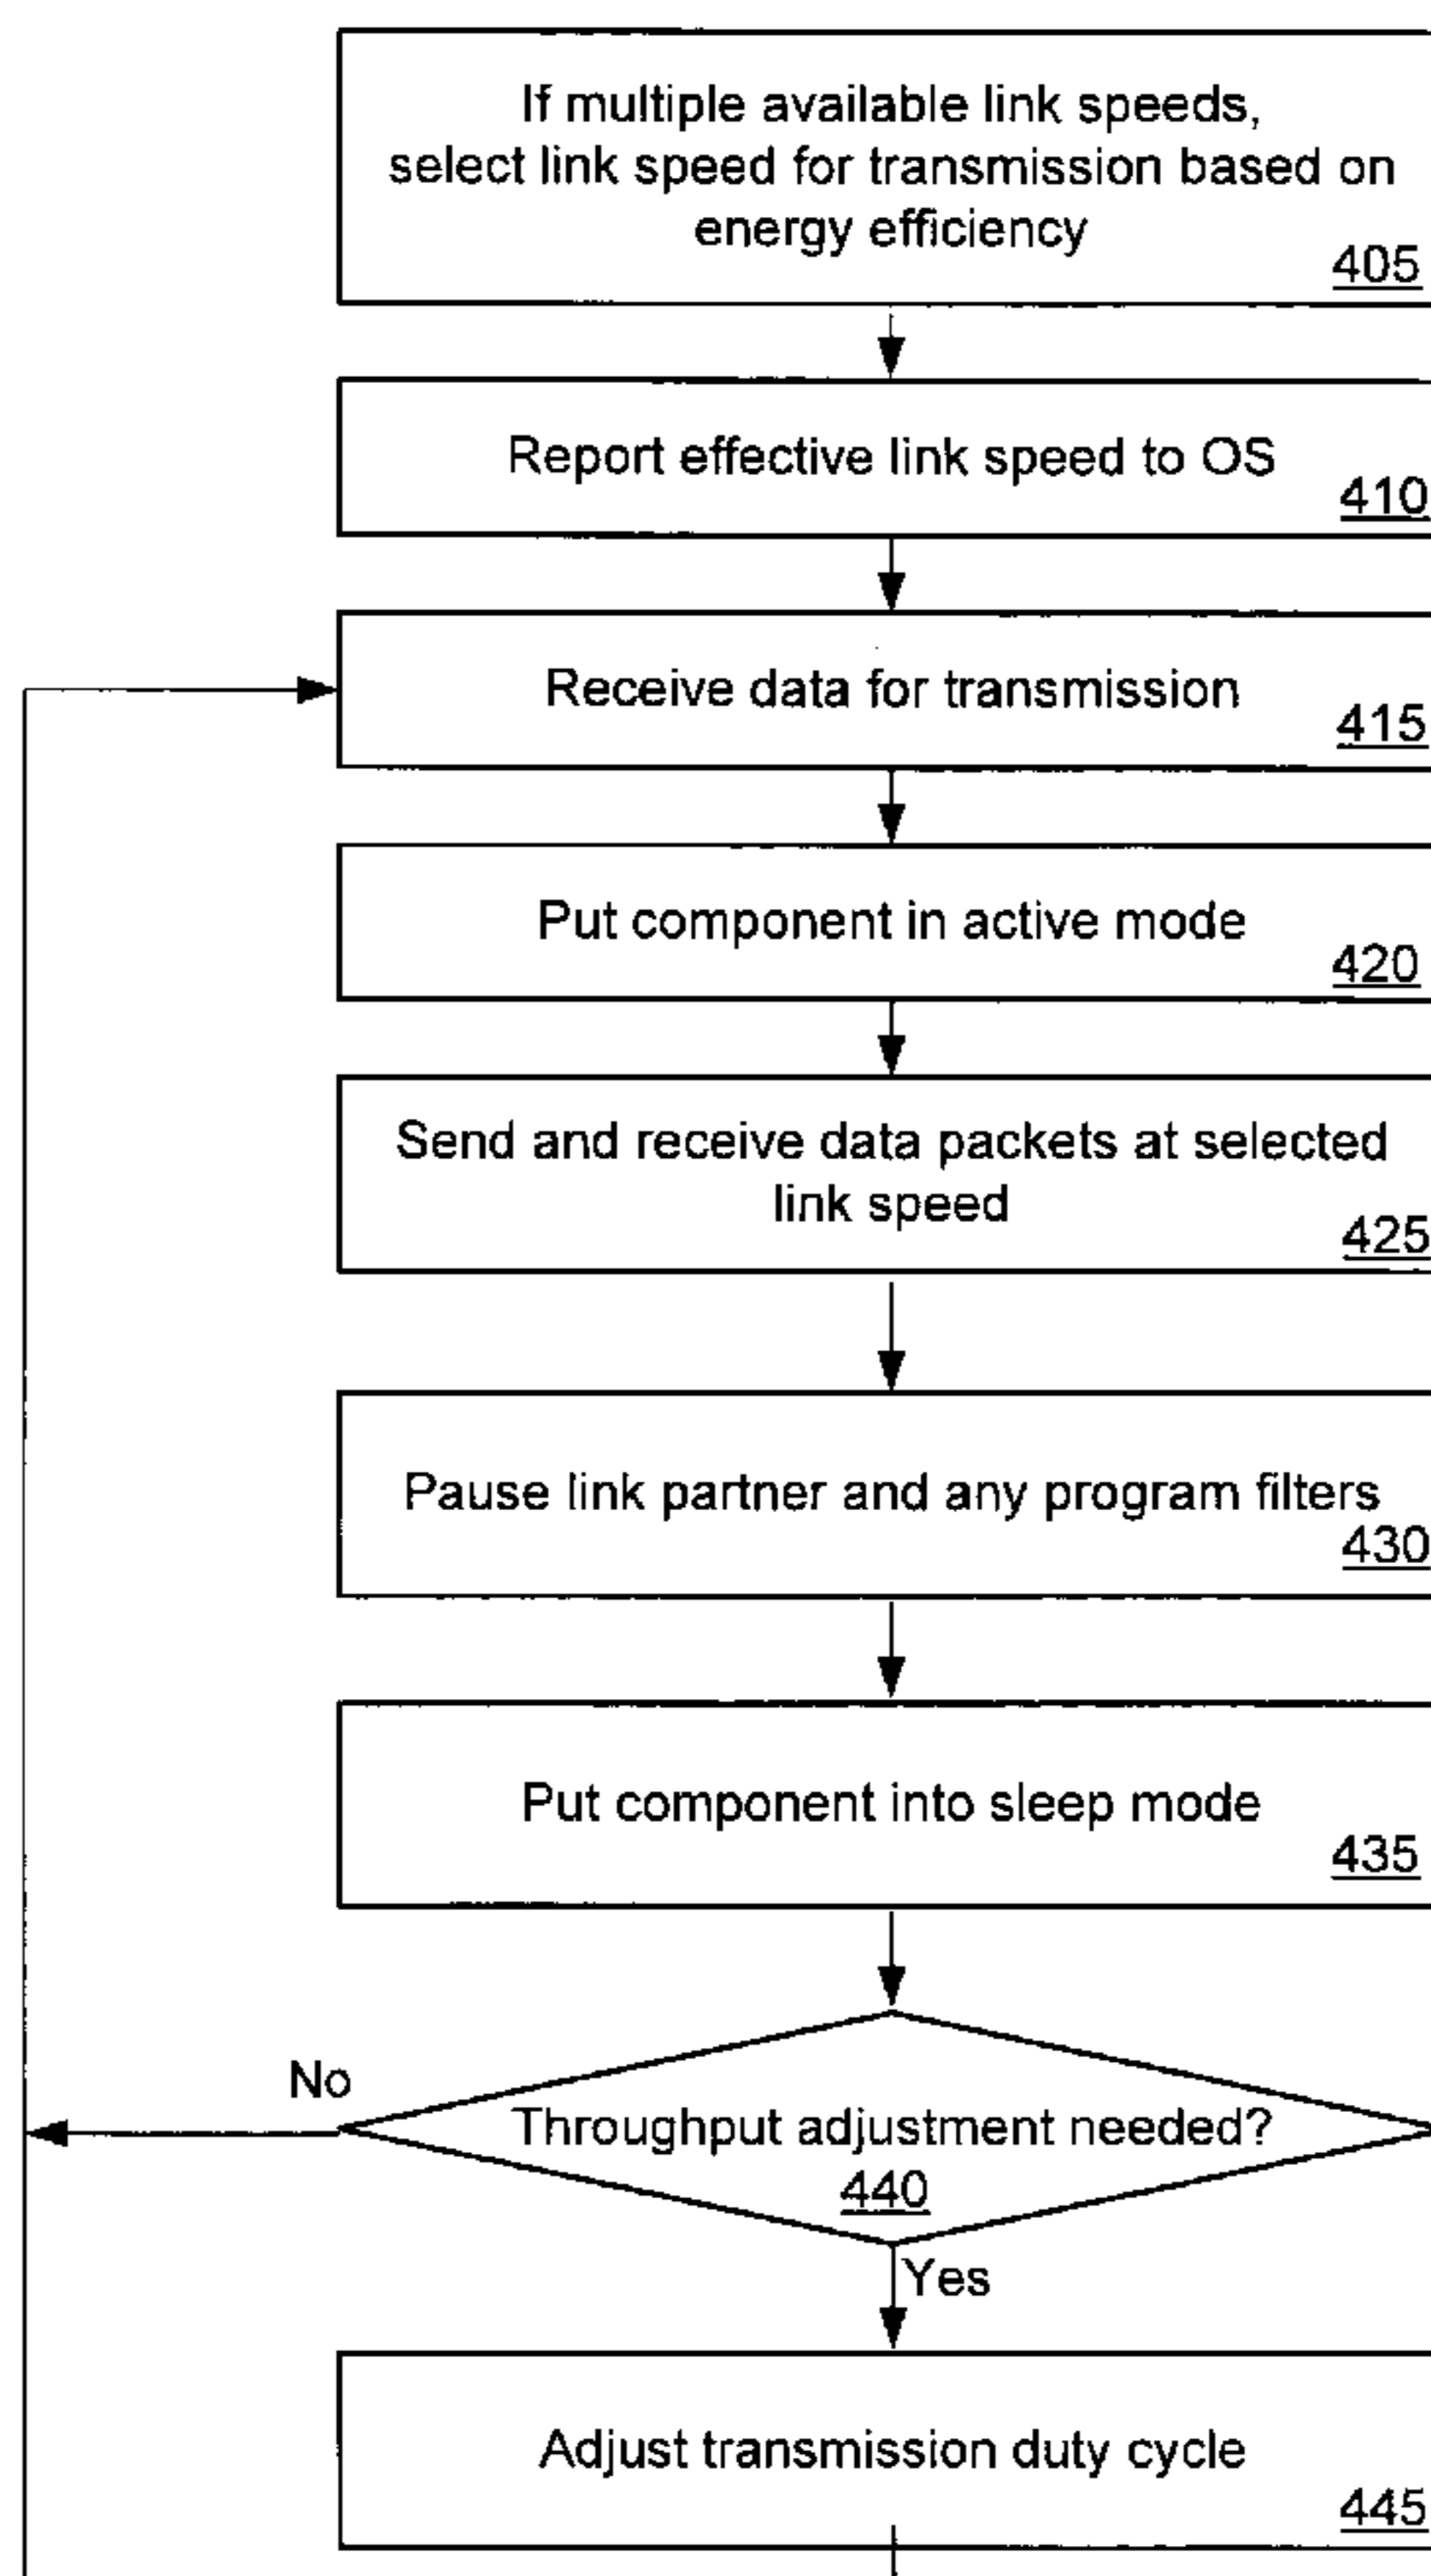 If multiple available link speeds,
select link speed for transmission based on
energy efficiency
405
Report effective link speed to OS
410
Receive data for transmission
415
Put component in active mode
420
Send and receive data packets at selected
link speed
425
Pause link partner and any program filters
430
Put component into sleep mode
435
No
Throughput adjustment needed?
440
Yes
Adjust transmission duty cycle
445